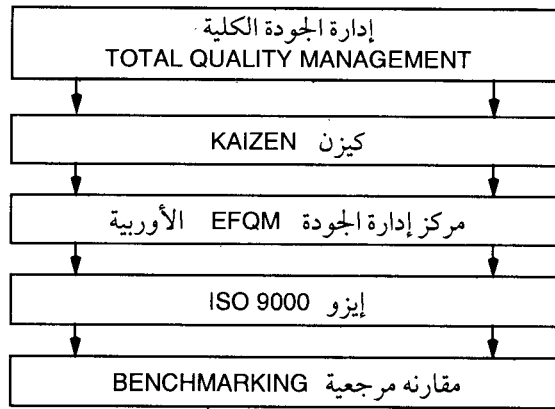 إدارة الجودة الكلية
TOTAL QUALITY MANAGEMENT
كيزن KAIZEN
مركز إدارة الجودة EFQM الأوربية
إيزو ISO 9000
مقارنه مرجعية BENCHMARKING